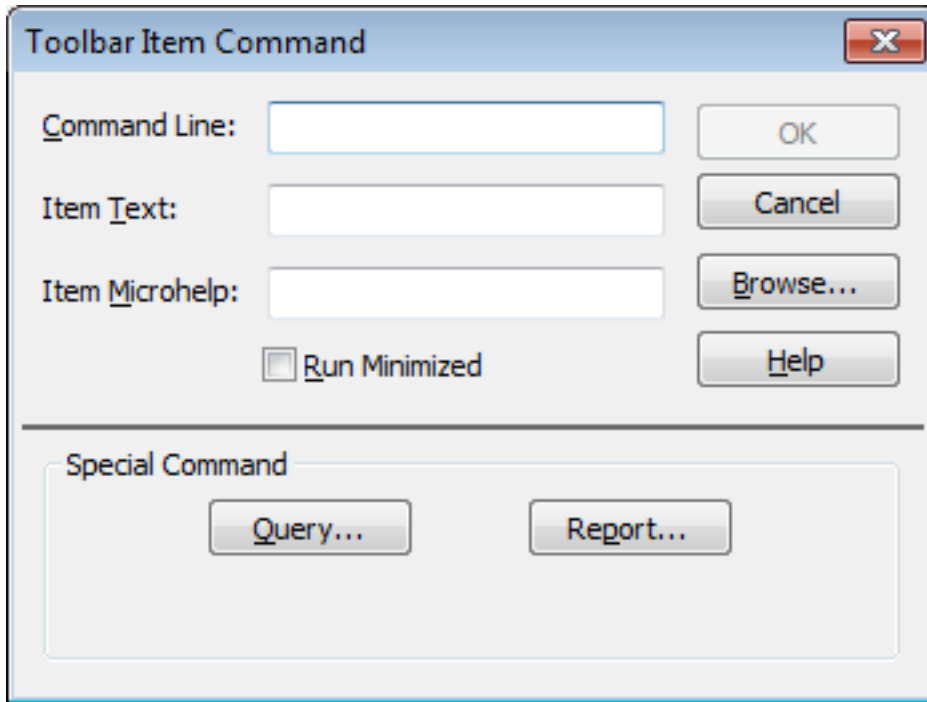 Toolbar Item Command
Command Line:
OK
Item Text:
Cancel
Item Microhelp:
Browse...
Run Minimized
Help
Special Command
Query...
Report...